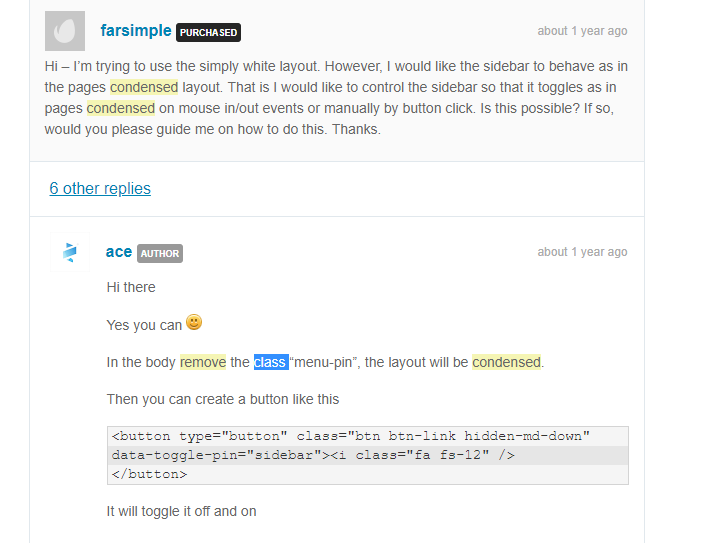 farsimple PURCHASED about 1 year ago
Hi – I’m trying to use the simply white layout. However, I would like the sidebar to behave as in
the pages condensed layout. That is I would like to control the sidebar so that it toggles as in
pages condensed on mouse in/out events or manually by button click. Is this possible? If so,
would you please guide me on how to do this. Thanks.
6 other replies
ace AUTHOR about 1 year ago
Hi there
Yes you can
In the body remove the class “menu-pin”, the layout will be condensed.
Then you can create a button like this
<button type="button" class="btn btn-link hidden-md-down"
data-toggle-pin="sidebar"><i class="fa fs-12" />
</button>
It will toggle it off and on